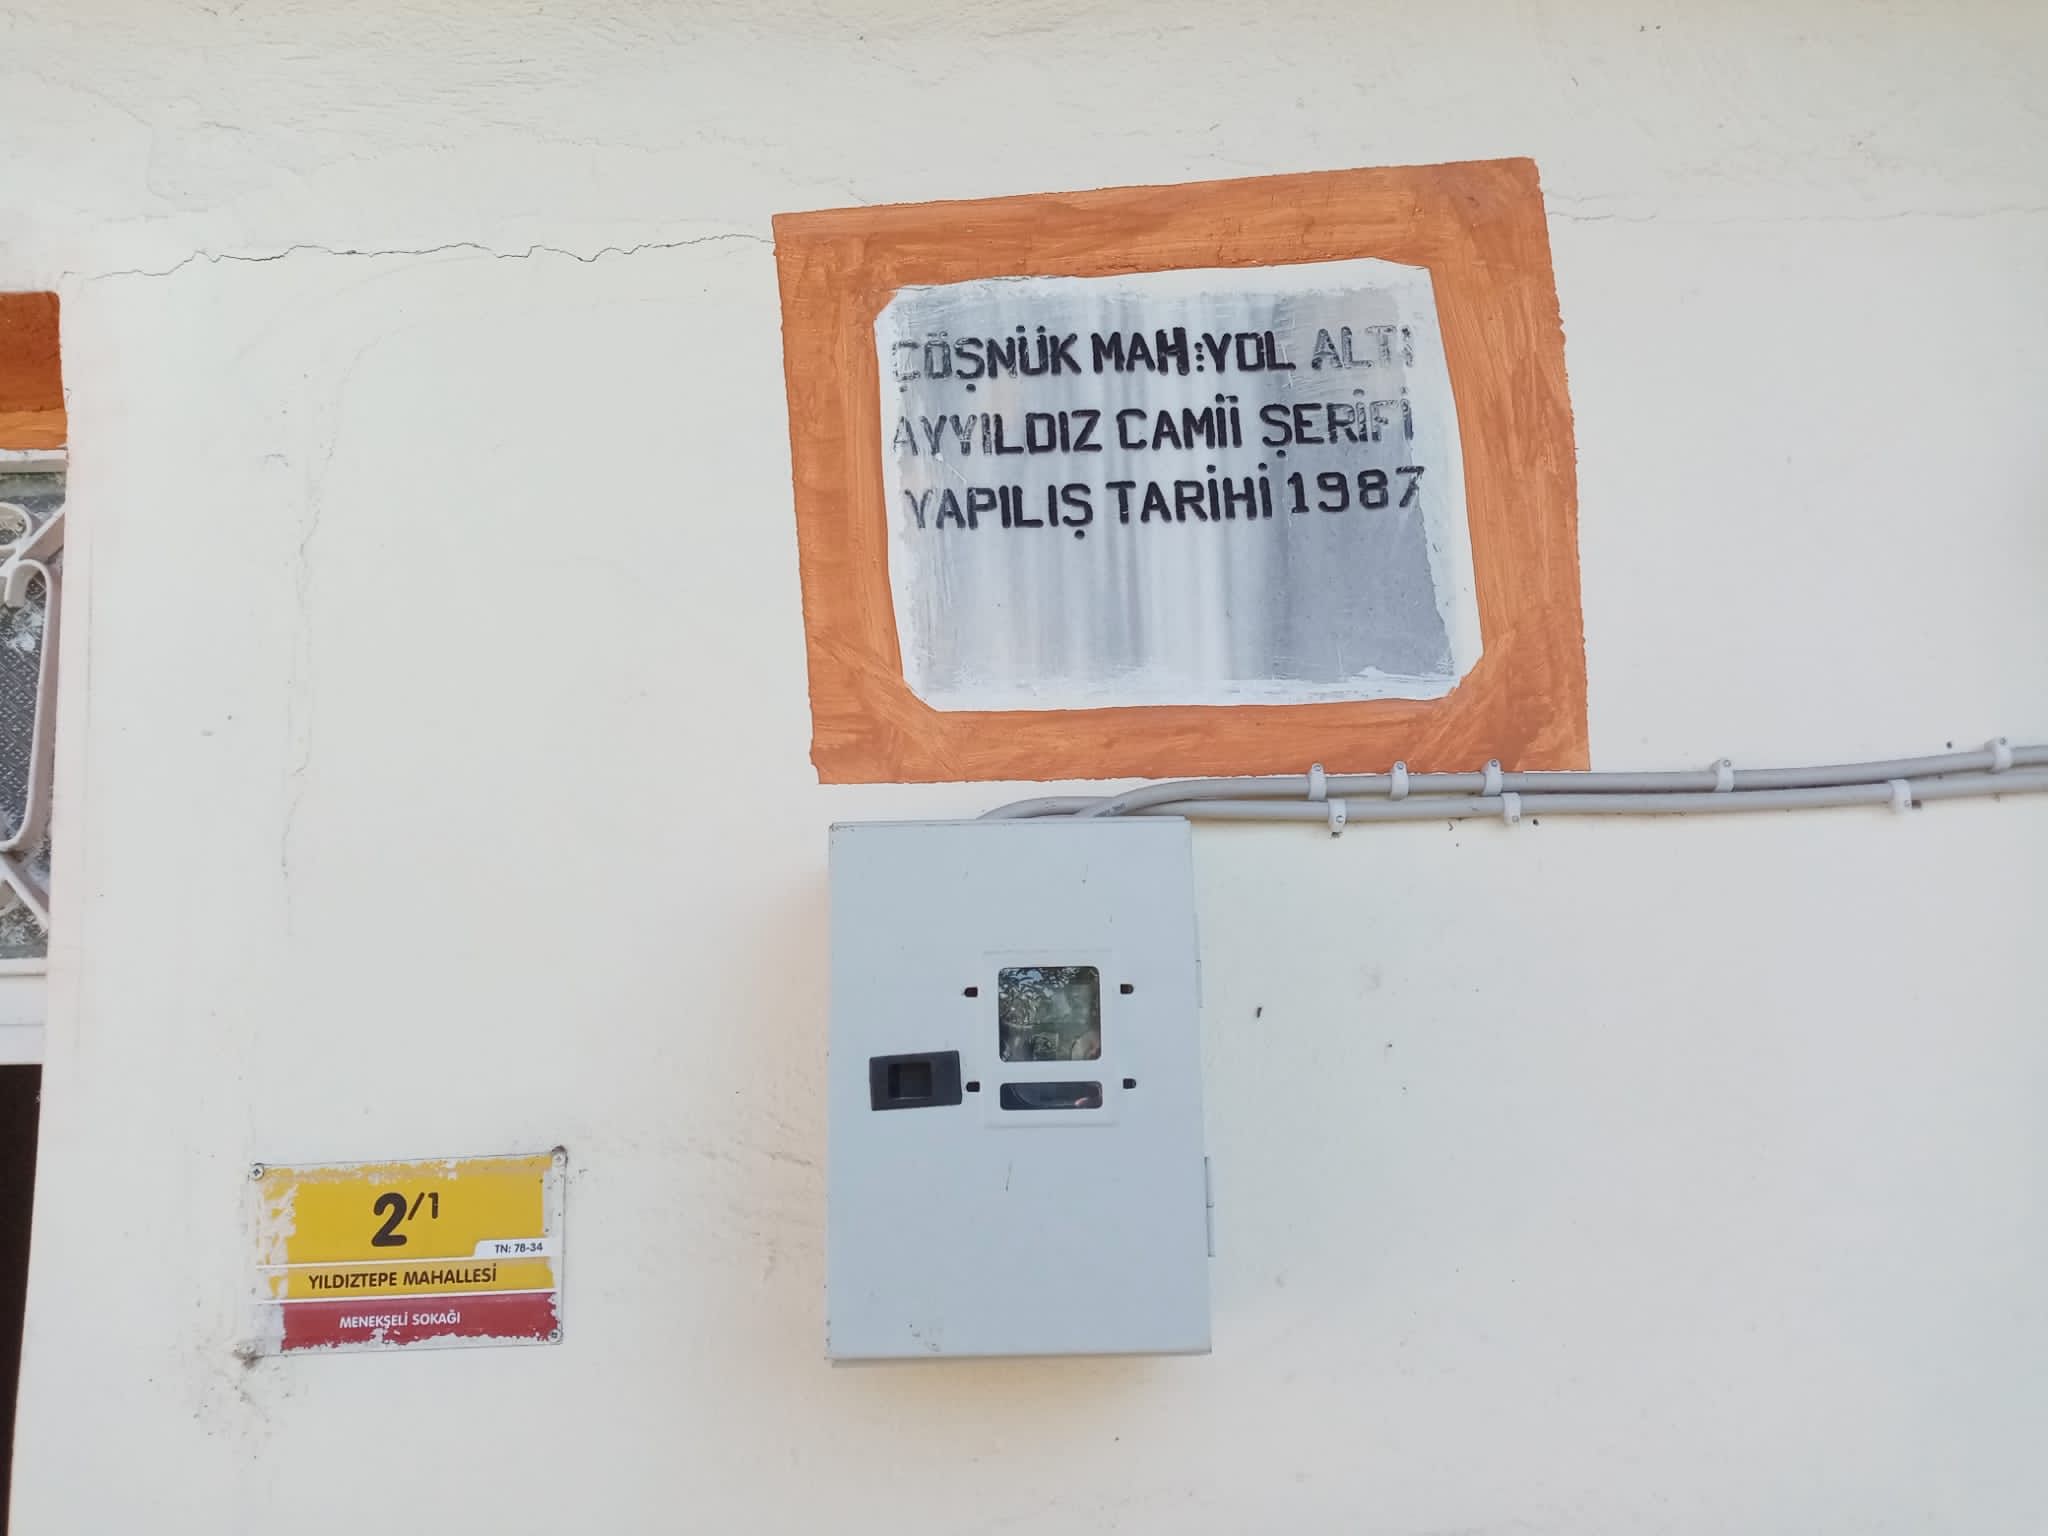 ÇÖŞNÜK MAH:YOL ALTI
AYYILDIZ CAMİİ ŞERİFİ
YAPILIŞ TARİHİ 1987
2/1
TN: 78-34
YILDIZTEPE MAHALLESİ
MENEKŞELİ SOKAĞI